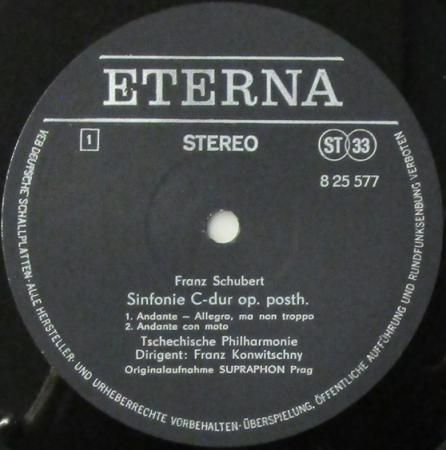 ETERNA
1
STEREO
ST 33
8 25 577
Franz Schubert
Sinfonie C-dur op. posth.
1. Andante – Allegro, ma non troppo
2. Andante con moto
Tschechische Philharmonie
Dirigent: Franz Konwitschny
Originalaufnahme SUPRAPHON Prag
VEB DEUTSCHE SCHALLPLATTEN · ALLE HERSTELLER- UND URHEBERRECHTE VORBEHALTEN · ÜBERSPIELUNG, ÖFFENTLICHE AUFFÜHRUNG UND RUNDFUNKSENDUNG VERBOTEN